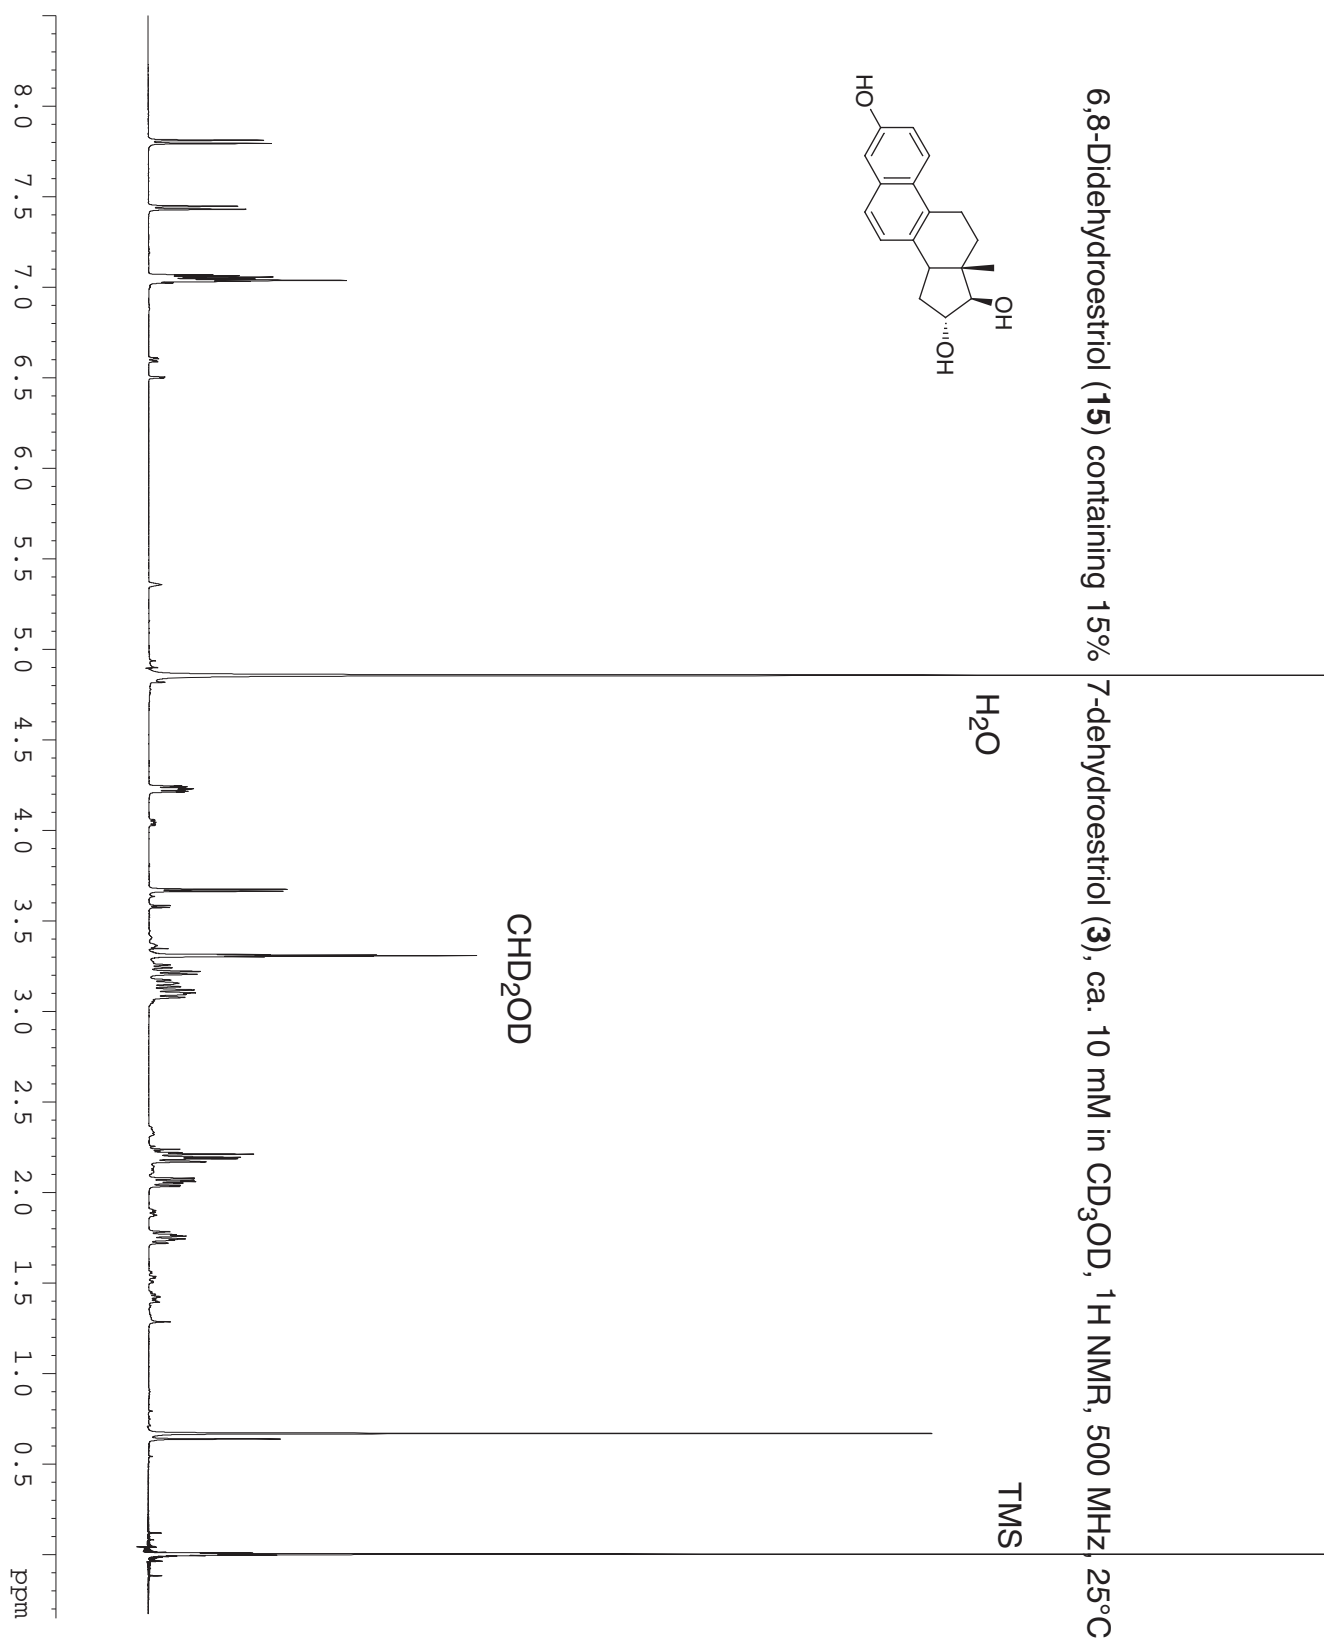 6,8-Didehydroestriol (15) containing 15% 7-dehydroestriol (3), ca. 10 mM in CD3OD, 1H NMR, 500 MHz, 25°C
TMS
H2O
OH
OH
HO
CHD2OD
8.0 7.5 7.0 6.5 6.0 5.5 5.0 4.5 4.0 3.5 3.0 2.5 2.0 1.5 1.0 0.5 ppm